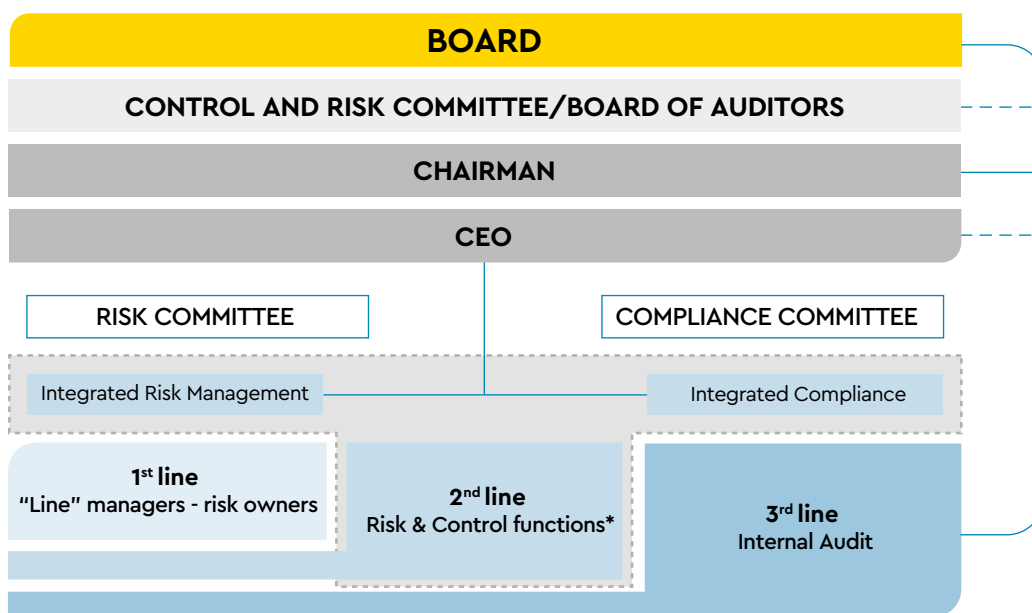 BOARD
CONTROL AND RISK COMMITTEE/BOARD OF AUDITORS
CHAIRMAN
CEO
RISK COMMITTEE
COMPLIANCE COMMITTEE
Integrated Risk Management
Integrated Compliance
1st line
“Line” managers - risk owners
2nd line
Risk & Control functions*
3rd line
Internal Audit